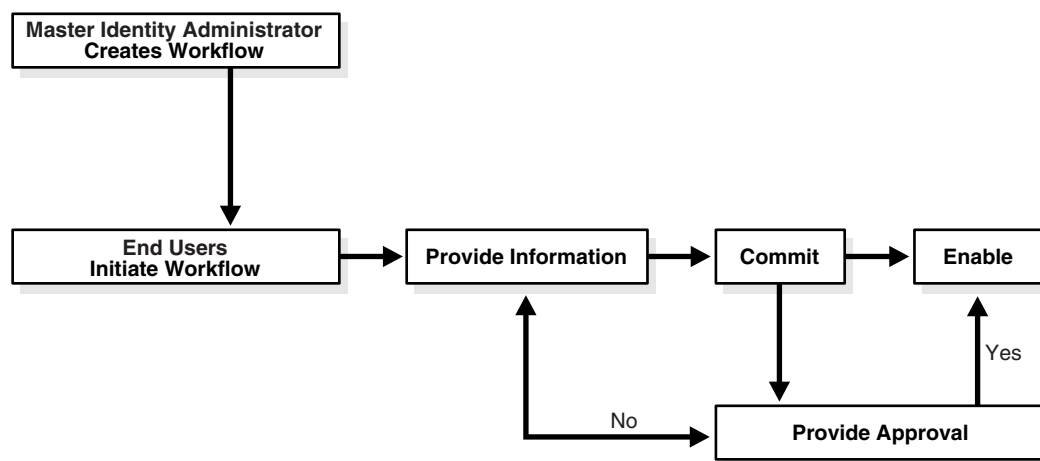 Master Identity Administrator
Creates Workflow
End Users
Initiate Workflow
Provide Information
Commit
Enable
Yes
No
Provide Approval